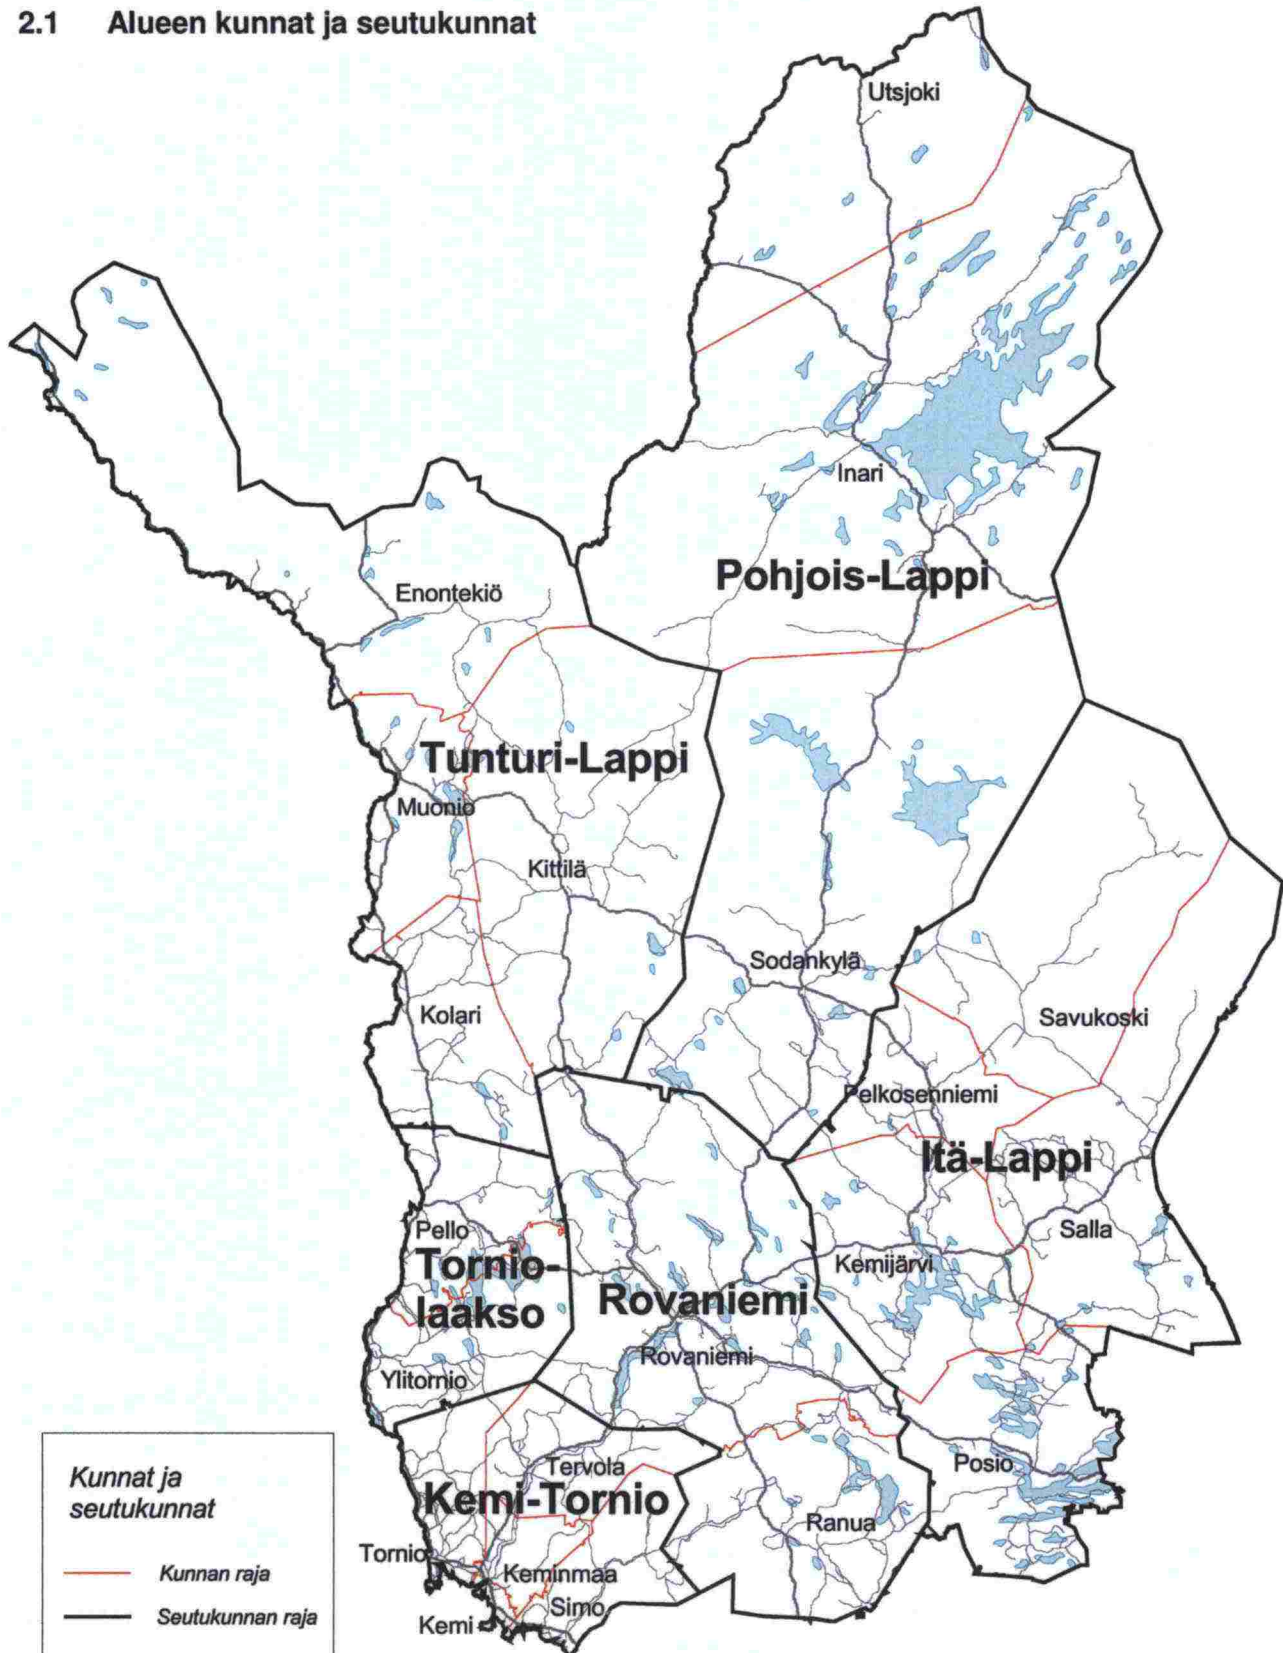 2.1 Alueen kunnat ja seutukunnat
Utsjoki
Inari
Pohjois-Lappi
Enontekiö
Tunturi-Lappi
Muonio
Kittilä
Sodankylä
Kolari
Savukoski
Pelkosenniemi
Itä-Lappi
Pello
Salla
Tornio-
laakso
Kemijärvi
Rovaniemi
Rovaniemi
Ylitornio
Tervola
Posio
Kemi-Tornio
Ranua
Tornio
Keminmaa
Simo
Kemi
Kunnat ja
seutukunnat
Kunnan raja
Seutukunnan raja